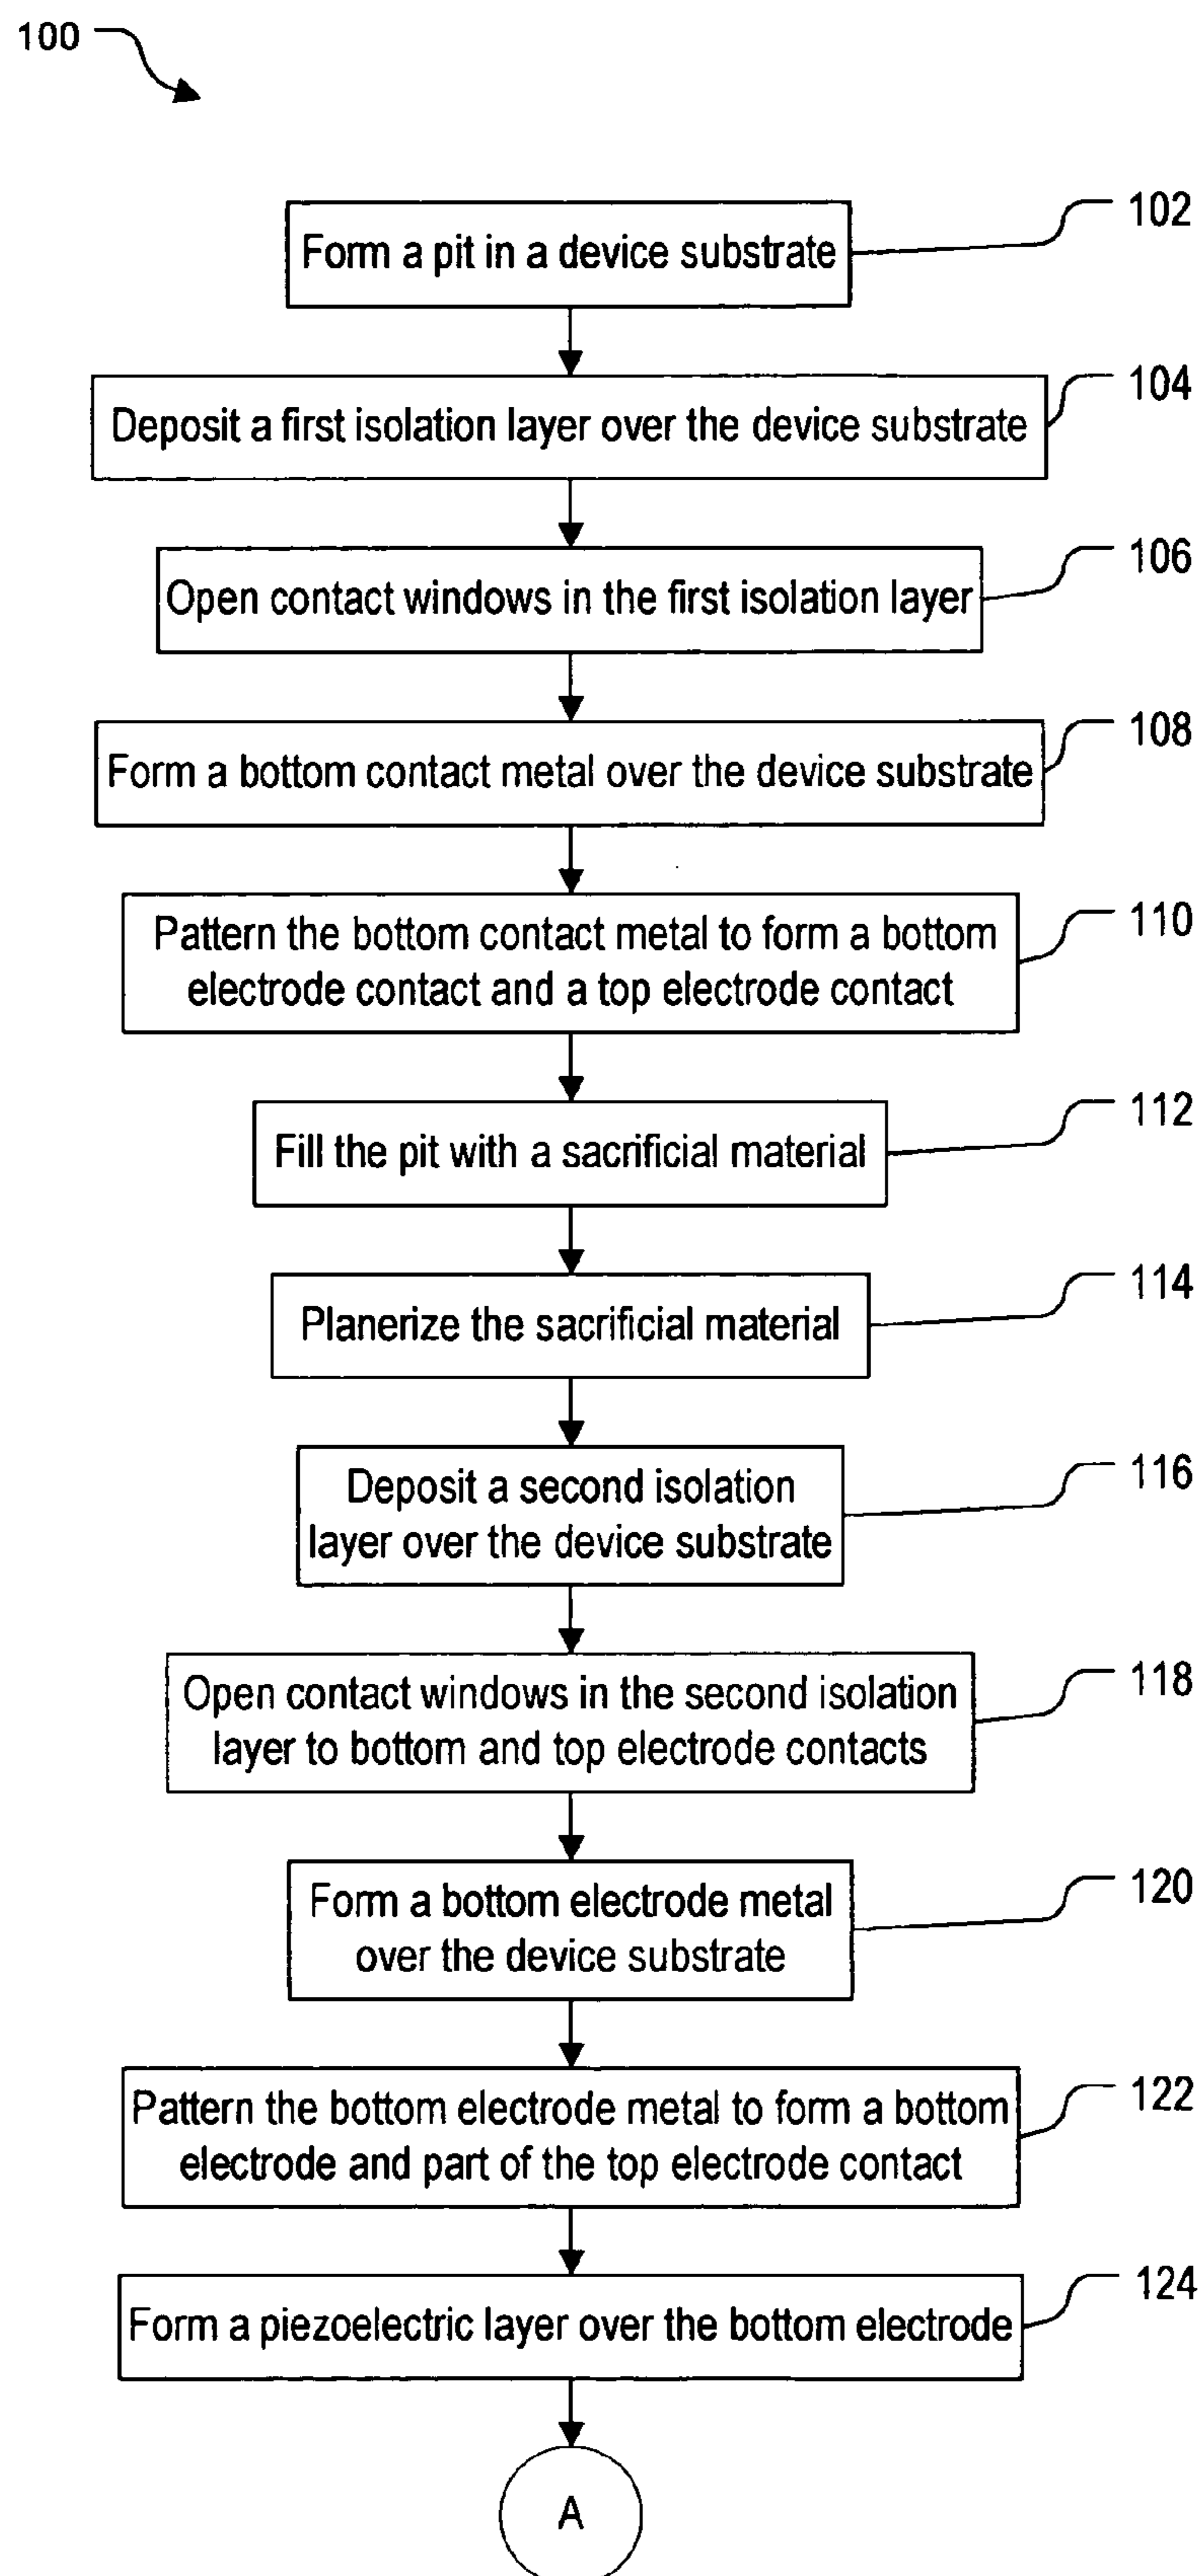 100
Form a pit in a device substrate
102
Deposit a first isolation layer over the device substrate
104
Open contact windows in the first isolation layer
106
Form a bottom contact metal over the device substrate
108
Pattern the bottom contact metal to form a bottom
electrode contact and a top electrode contact
110
Fill the pit with a sacrificial material
112
Planerize the sacrificial material
114
Deposit a second isolation
layer over the device substrate
116
Open contact windows in the second isolation
layer to bottom and top electrode contacts
118
Form a bottom electrode metal
over the device substrate
120
Pattern the bottom electrode metal to form a bottom
electrode and part of the top electrode contact
122
Form a piezoelectric layer over the bottom electrode
124
A